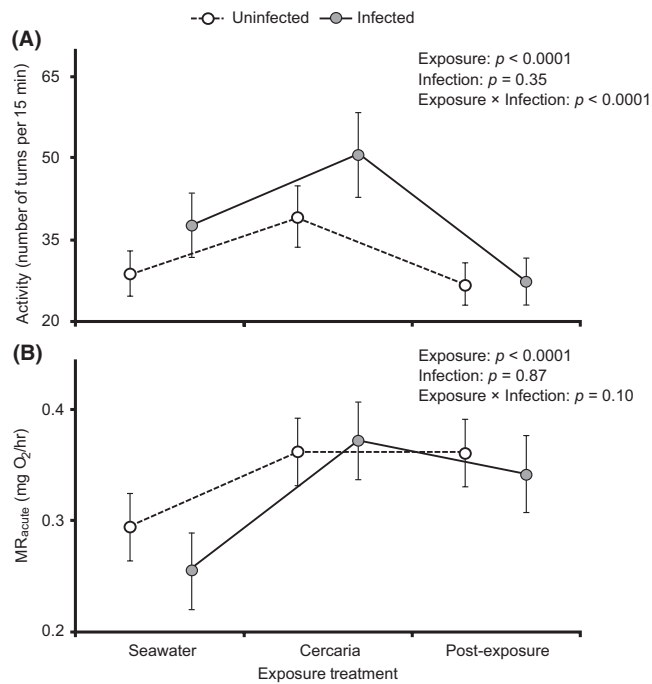 Uninfected Infected
(A)
Exposure: p < 0.0001
Infection: p = 0.35
Exposure × Infection: p < 0.0001
Activity (number of turns per 15 min)
65
50
35
20
(B)
Exposure: p < 0.0001
Infection: p = 0.87
Exposure × Infection: p = 0.10
MRacute (mg O2/hr)
0.4
0.3
0.2
Seawater Cercaria Post-exposure
Exposure treatment